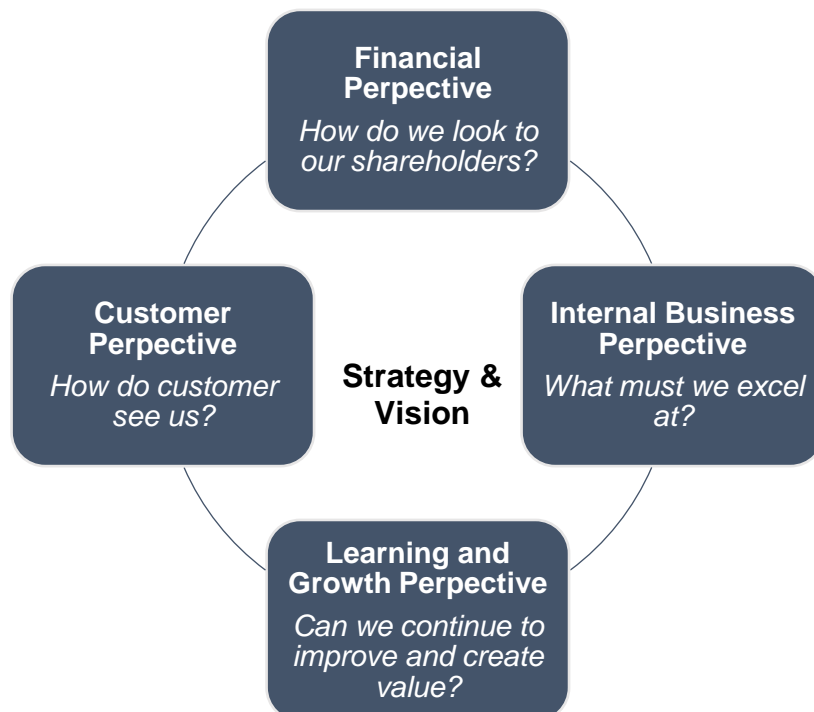 Financial
Perpective
How do we look to
our shareholders?
Customer
Perpective
How do customer
see us?
Strategy &
Vision
Internal Business
Perpective
What must we excel
at?
Learning and
Growth Perpective
Can we continue to
improve and create
value?